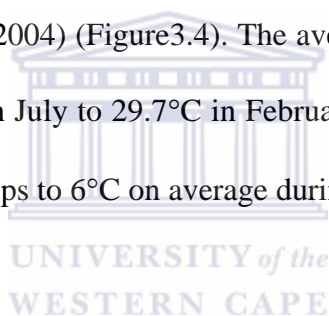 2004) (Figure3.4). The ave
July to 29.7°C in Februa
ps to 6°C on average durin
UNIVERSITY of the
WESTERN CAPE